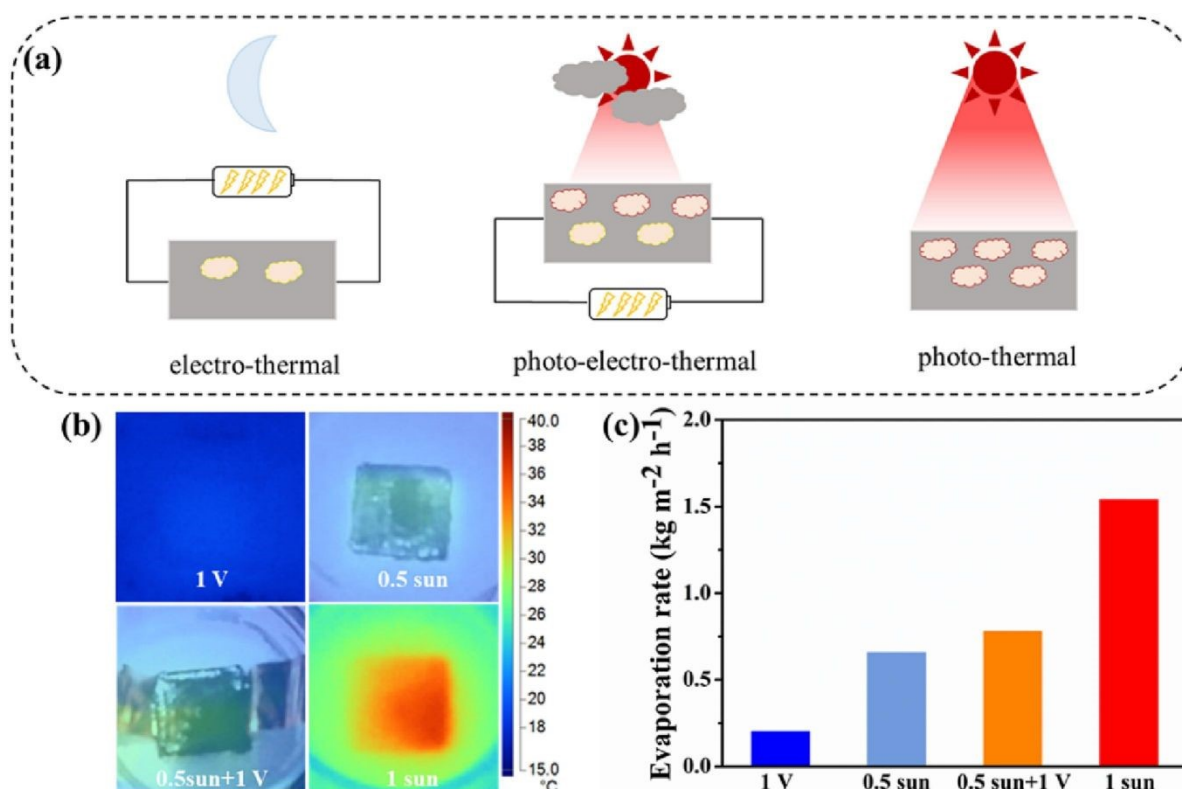 (a)
electro-thermal
photo-electro-thermal
photo-thermal
(b)
1 V
0.5 sun
0.5sun+1 V
1 sun
40.0
38
36
34
32
30
28
26
24
22
20
18
15.0
°C
(c)
Evaporation rate (kg m⁻² h⁻¹)
2.0
1.5
1.0
0.5
0.0
1 V
0.5 sun
0.5sun+1 V
1 sun